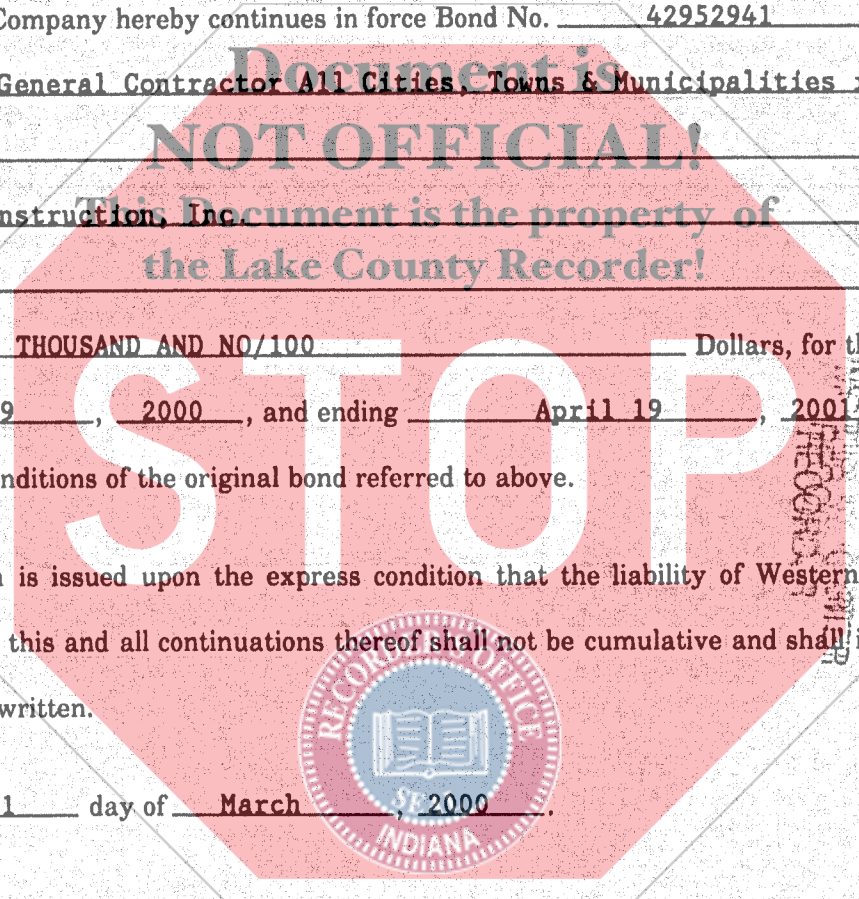 Company hereby continues in force Bond No. 42952941
Document is
General Contractor All Cities, Towns & Municipalities
NOT OFFICIAL!
This Document is the property of
nstruction, Inc.
the Lake County Recorder!
THOUSAND AND NO/100 Dollars, for th
9, 2000, and ending April 19, 2001
STOP
nditions of the original bond referred to above.
is issued upon the express condition that the liability of Western
this and all continuations thereof shall not be cumulative and shall i
written.
RECORDER'S OFFICE
SEAL
INDIANA
1 day of March, 2000.